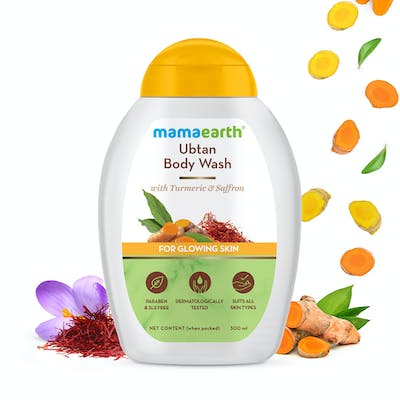 mamaearth®
Ubtan
Body Wash
with Turmeric & Saffron
FOR GLOWING SKIN
PARABEN
& SLS FREE
DERMATOLOGICALLY
TESTED
SUITS ALL
SKIN TYPES
NET CONTENT (when packed) 300 ml